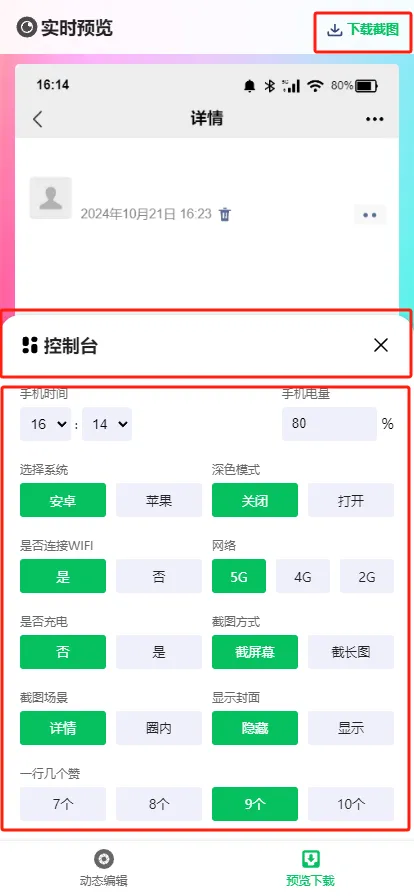 实时预览
下载截图
16:14
5G
80%
详情
2024年10月21日 16:23
控制台
手机时间
手机电量
16 : 14
80 %
选择系统
深色模式
安卓
苹果
关闭
打开
是否连接WIFI
网络
是
否
5G
4G
2G
是否充电
截图方式
否
是
截屏幕
截长图
截图场景
显示封面
详情
圈内
隐藏
显示
一行几个赞
7个
8个
9个
10个
动态编辑
预览下载